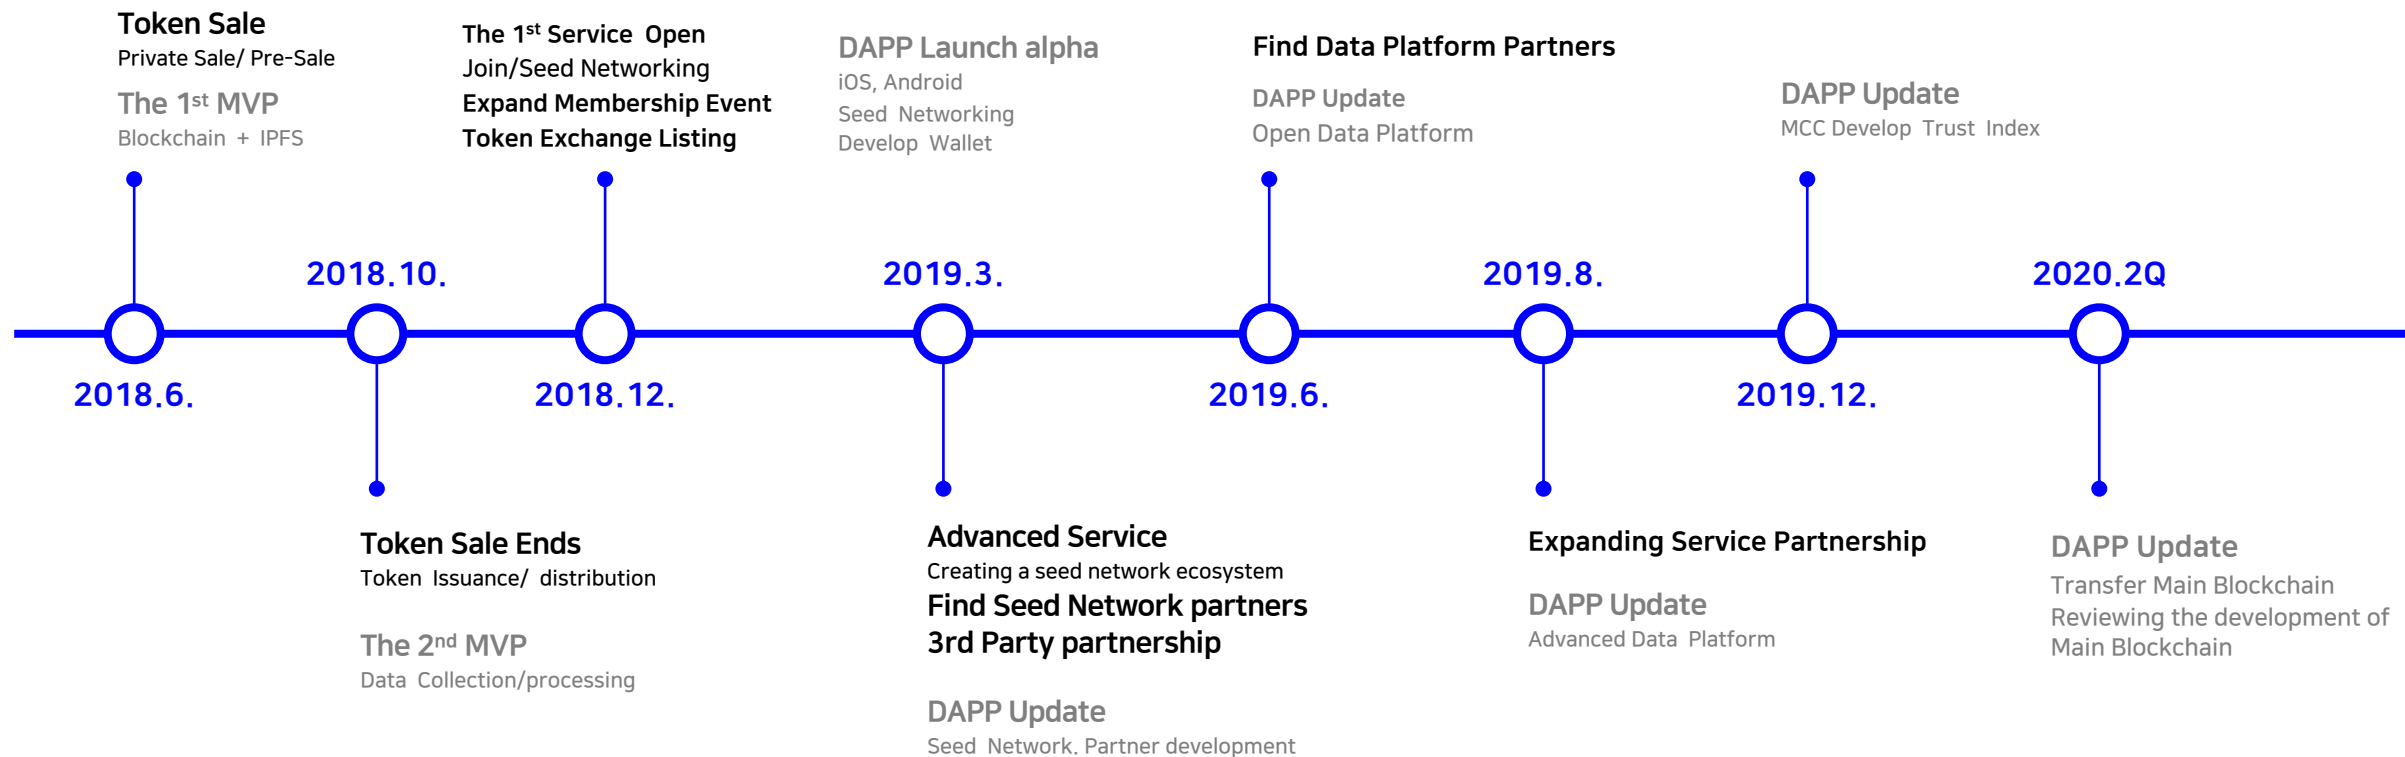 Token Sale
Private Sale/ Pre-Sale
The 1st MVP
Blockchain + IPFS
The 1st Service Open
Join/Seed Networking
Expand Membership Event
Token Exchange Listing
DAPP Launch alpha
iOS, Android
Seed Networking
Develop Wallet
Find Data Platform Partners
DAPP Update
Open Data Platform
DAPP Update
MCC Develop Trust Index
2018.10.
2019.3.
2019.8.
2020.2Q
2018.6.
2018.12.
2019.6.
2019.12.
Token Sale Ends
Token Issuance/ distribution
The 2nd MVP
Data Collection/processing
Advanced Service
Creating a seed network ecosystem
Find Seed Network partners
3rd Party partnership
DAPP Update
Seed Network. Partner development
Expanding Service Partnership
DAPP Update
Advanced Data Platform
DAPP Update
Transfer Main Blockchain
Reviewing the development of
Main Blockchain